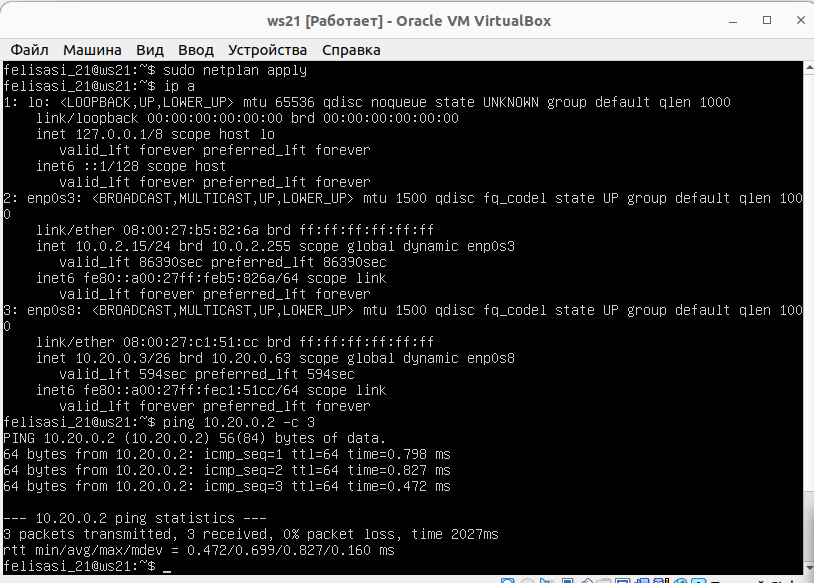 ws21 [Работает] - Oracle VM VirtualBox
Файл Машина Вид Ввод Устройства Справка
felisasi_21@ws21:~$ sudo netplan apply
felisasi_21@ws21:~$ ip a
1: lo: <LOOPBACK,UP,LOWER_UP> mtu 65536 qdisc noqueue state UNKNOWN group default qlen 1000
link/loopback 00:00:00:00:00:00 brd 00:00:00:00:00:00
inet 127.0.0.1/8 scope host lo
valid_lft forever preferred_lft forever
inet6 ::1/128 scope host
valid_lft forever preferred_lft forever
2: enp0s3: <BROADCAST,MULTICAST,UP,LOWER_UP> mtu 1500 qdisc fq_codel state UP group default qlen 100
0
link/ether 08:00:27:b5:82:6a brd ff:ff:ff:ff:ff:ff
inet 10.0.2.15/24 brd 10.0.2.255 scope global dynamic enp0s3
valid_lft 86390sec preferred_lft 86390sec
inet6 fe80::a00:27ff:feb5:826a/64 scope link
valid_lft forever preferred_lft forever
3: enp0s8: <BROADCAST,MULTICAST,UP,LOWER_UP> mtu 1500 qdisc fq_codel state UP group default qlen 100
0
link/ether 08:00:27:c1:51:cc brd ff:ff:ff:ff:ff:ff
inet 10.20.0.3/26 brd 10.20.0.63 scope global dynamic enp0s8
valid_lft 594sec preferred_lft 594sec
inet6 fe80::a00:27ff:fec1:51cc/64 scope link
valid_lft forever preferred_lft forever
felisasi_21@ws21:~$ ping 10.20.0.2 -c 3
PING 10.20.0.2 (10.20.0.2) 56(84) bytes of data.
64 bytes from 10.20.0.2: icmp_seq=1 ttl=64 time=0.798 ms
64 bytes from 10.20.0.2: icmp_seq=2 ttl=64 time=0.827 ms
64 bytes from 10.20.0.2: icmp_seq=3 ttl=64 time=0.472 ms
--- 10.20.0.2 ping statistics ---
3 packets transmitted, 3 received, 0% packet loss, time 2027ms
rtt min/avg/max/mdev = 0.472/0.699/0.827/0.160 ms
felisasi_21@ws21:~$ _